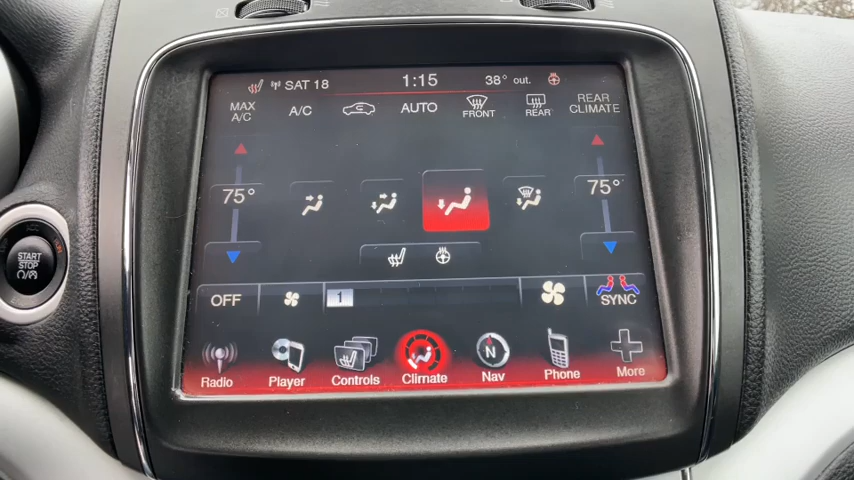 SAT 18 1:15 38° out.
MAX A/C A/C AUTO FRONT REAR REAR CLIMATE
75° 75°
START
STOP
OFF 1 SYNC
Radio Player Controls Climate N Nav Phone More